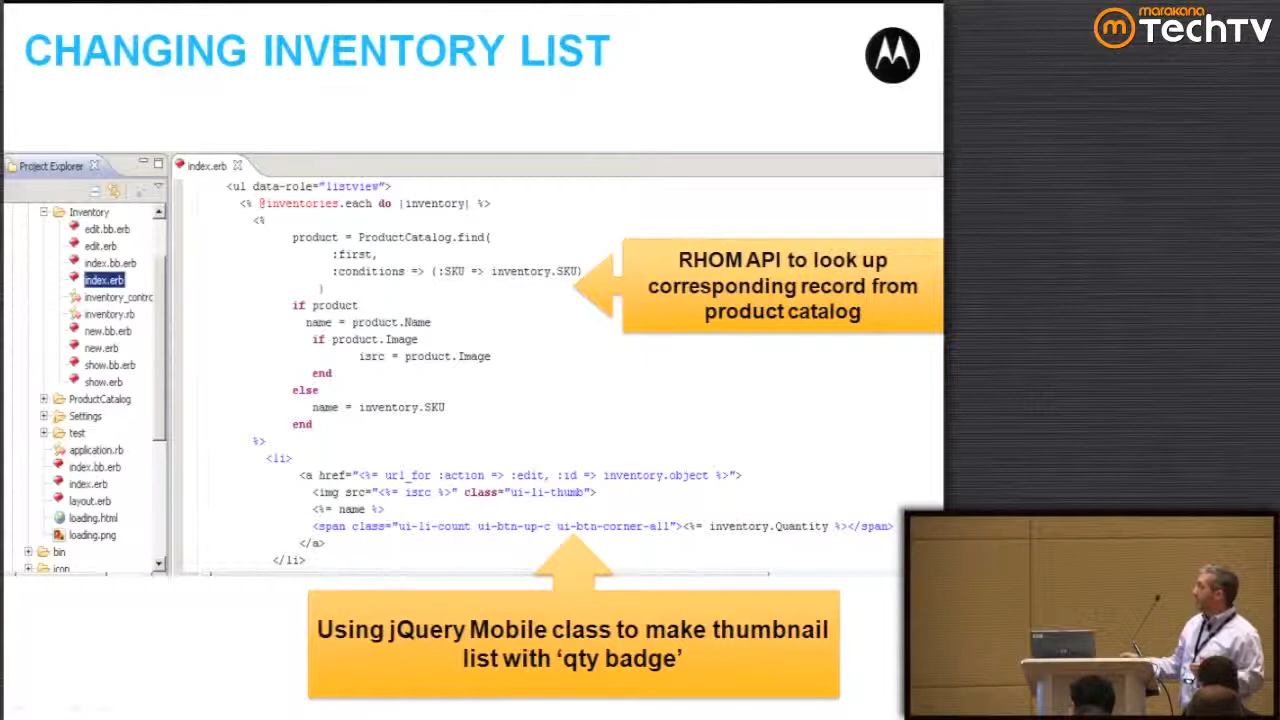 CHANGING INVENTORY LIST
marakana
TechTV
Project Explorer
index.erb
Inventory
edit.bb.erb
edit.erb
index.bb.erb
index.erb
inventory_contrc
inventory.rb
new.bb.erb
new.erb
show.bb.erb
show.erb
ProductCatalog
Settings
test
application.rb
index.bb.erb
index.erb
layout.erb
loading.html
loading.png
bin
icon
<ul data-role="listview">
<% @inventories.each do |inventory| %>
<%
product = ProductCatalog.find(
:first,
:conditions => {:SKU => inventory.SKU}
)
if product
name = product.Name
if product.Image
isrc = product.Image
end
else
name = inventory.SKU
end
%>
<li>
<a href="<%= url_for :action => :edit, :id => inventory.object %>">
<img src="<%= isrc %>" class="ui-li-thumb">
<%= name %>
<span class="ui-li-count ui-btn-up-c ui-btn-corner-all"><%= inventory.Quantity %></span>
</a>
</li>
RHOM API to look up
corresponding record from
product catalog
Using jQuery Mobile class to make thumbnail
list with ‘qty badge’